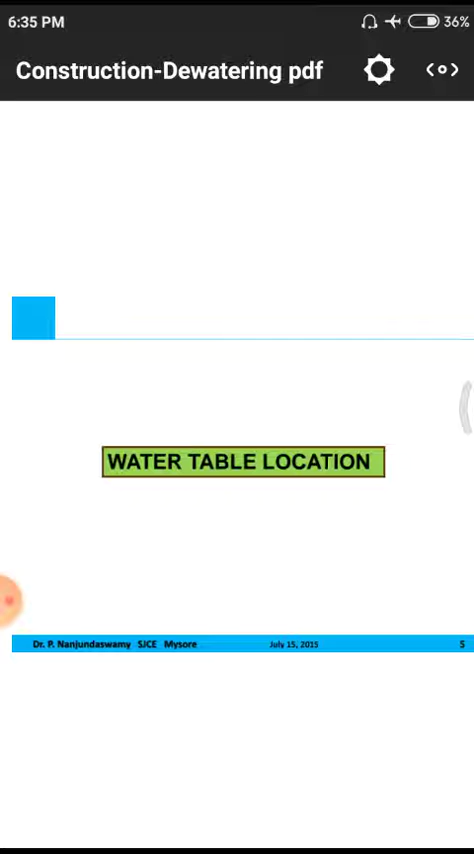 6:35 PM 36%
Construction-Dewatering pdf
WATER TABLE LOCATION
Dr. P. Nanjundaswamy SJCE Mysore July 15, 2015 5